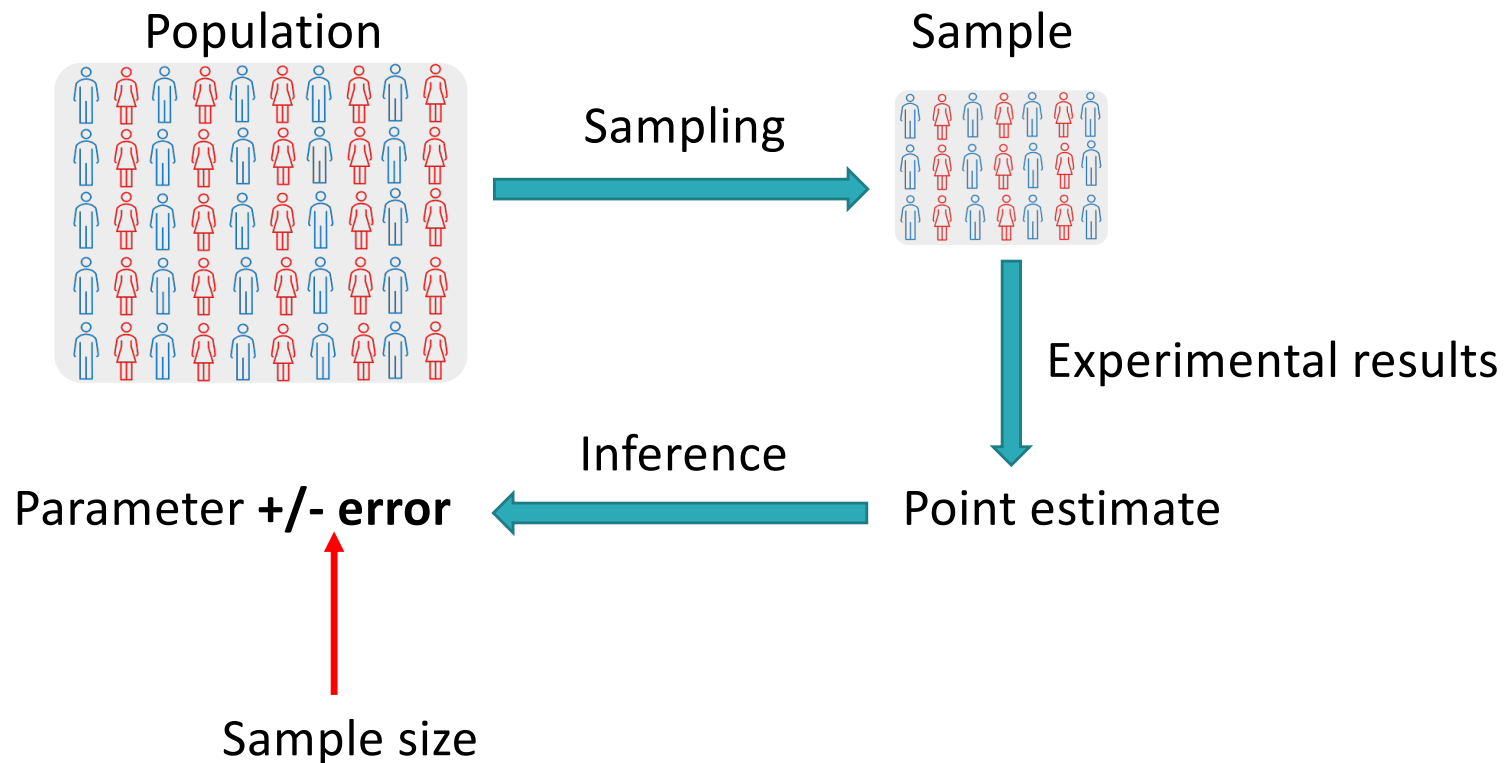 Population
Sample
Sampling
Experimental results
Inference
Parameter +/- error
Point estimate
Sample size